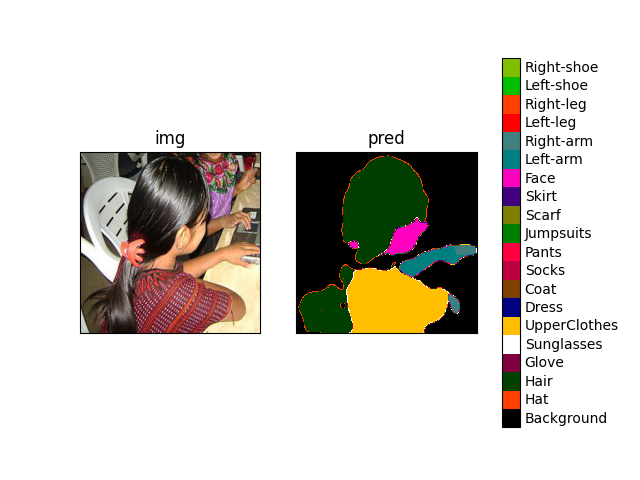 img
pred
Right-shoe
Left-shoe
Right-leg
Left-leg
Right-arm
Left-arm
Face
Skirt
Scarf
Jumpsuits
Pants
Socks
Coat
Dress
UpperClothes
Sunglasses
Glove
Hair
Hat
Background